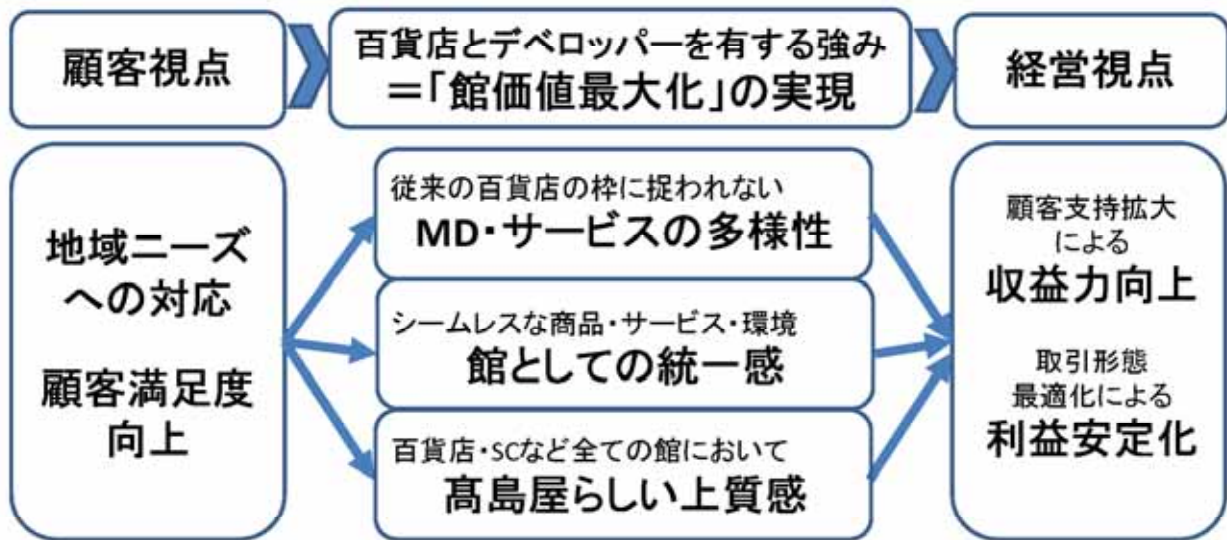 顧客視点
百貨店とデベロッパーを有する強み
＝「館価値最大化」の実現
経営視点
地域ニーズ
への対応
顧客満足度
向上
従来の百貨店の枠に捉われない
MD・サービスの多様性
シームレスな商品・サービス・環境
館としての統一感
百貨店・SCなど全ての館において
髙島屋らしい上質感
顧客支持拡大
による
収益力向上
取引形態
最適化による
利益安定化